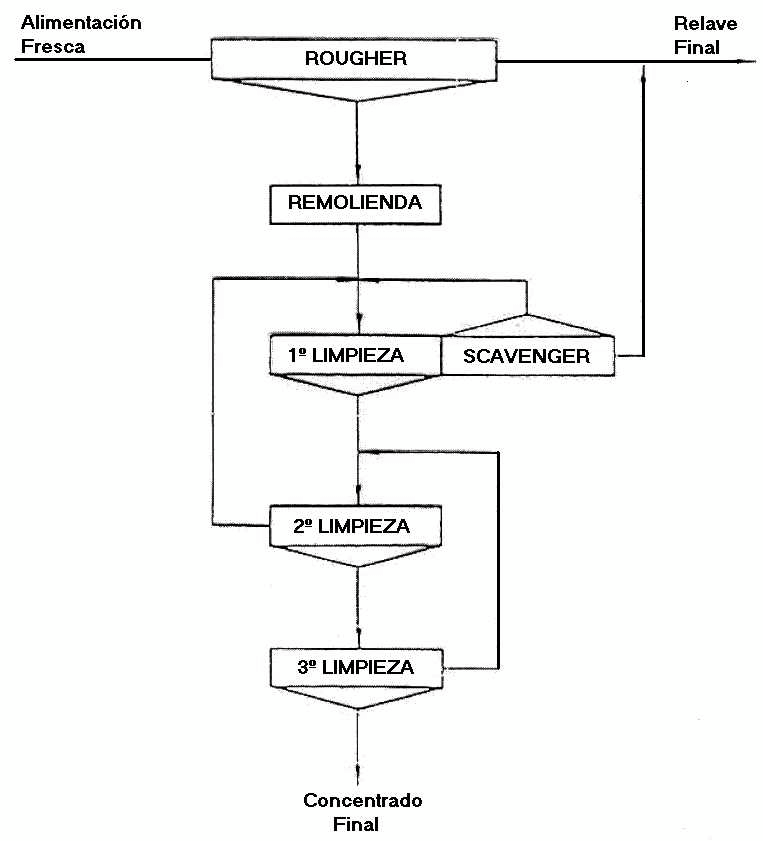 Alimentación
Fresca
Relave
Final
ROUGHER
REMOLIENDA
1º LIMPIEZA
SCAVENGER
2º LIMPIEZA
3º LIMPIEZA
Concentrado
Final